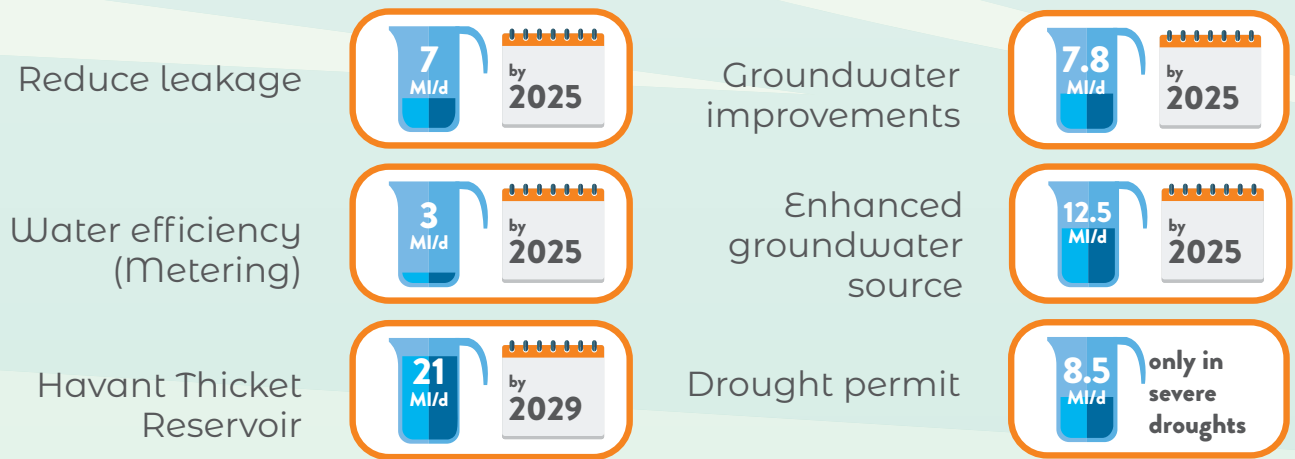 Reduce leakage
7
Ml/d
by
2025
Groundwater
improvements
7.8
Ml/d
by
2025
Water efficiency
(Metering)
3
Ml/d
by
2025
Enhanced
groundwater
source
12.5
Ml/d
by
2025
Havant Thicket
Reservoir
21
Ml/d
by
2029
Drought permit
8.5
Ml/d
only in
severe
droughts